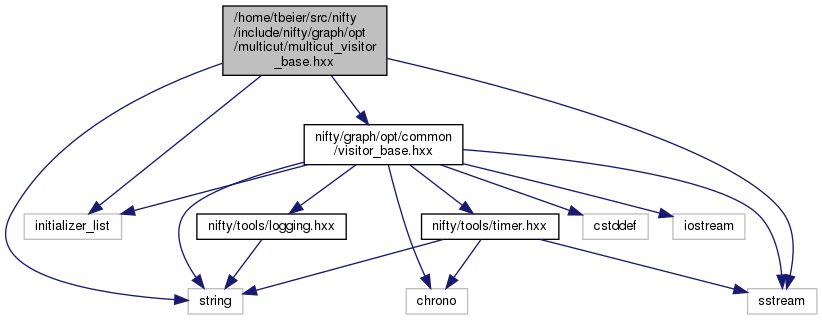 /home/tbeier/src/nifty
/include/nifty/graph/opt
/multicut/multicut_visitor
_base.hxx
nifty/graph/opt/common
/visitor_base.hxx
initializer_list
nifty/tools/logging.hxx
nifty/tools/timer.hxx
cstddef
iostream
string
chrono
sstream